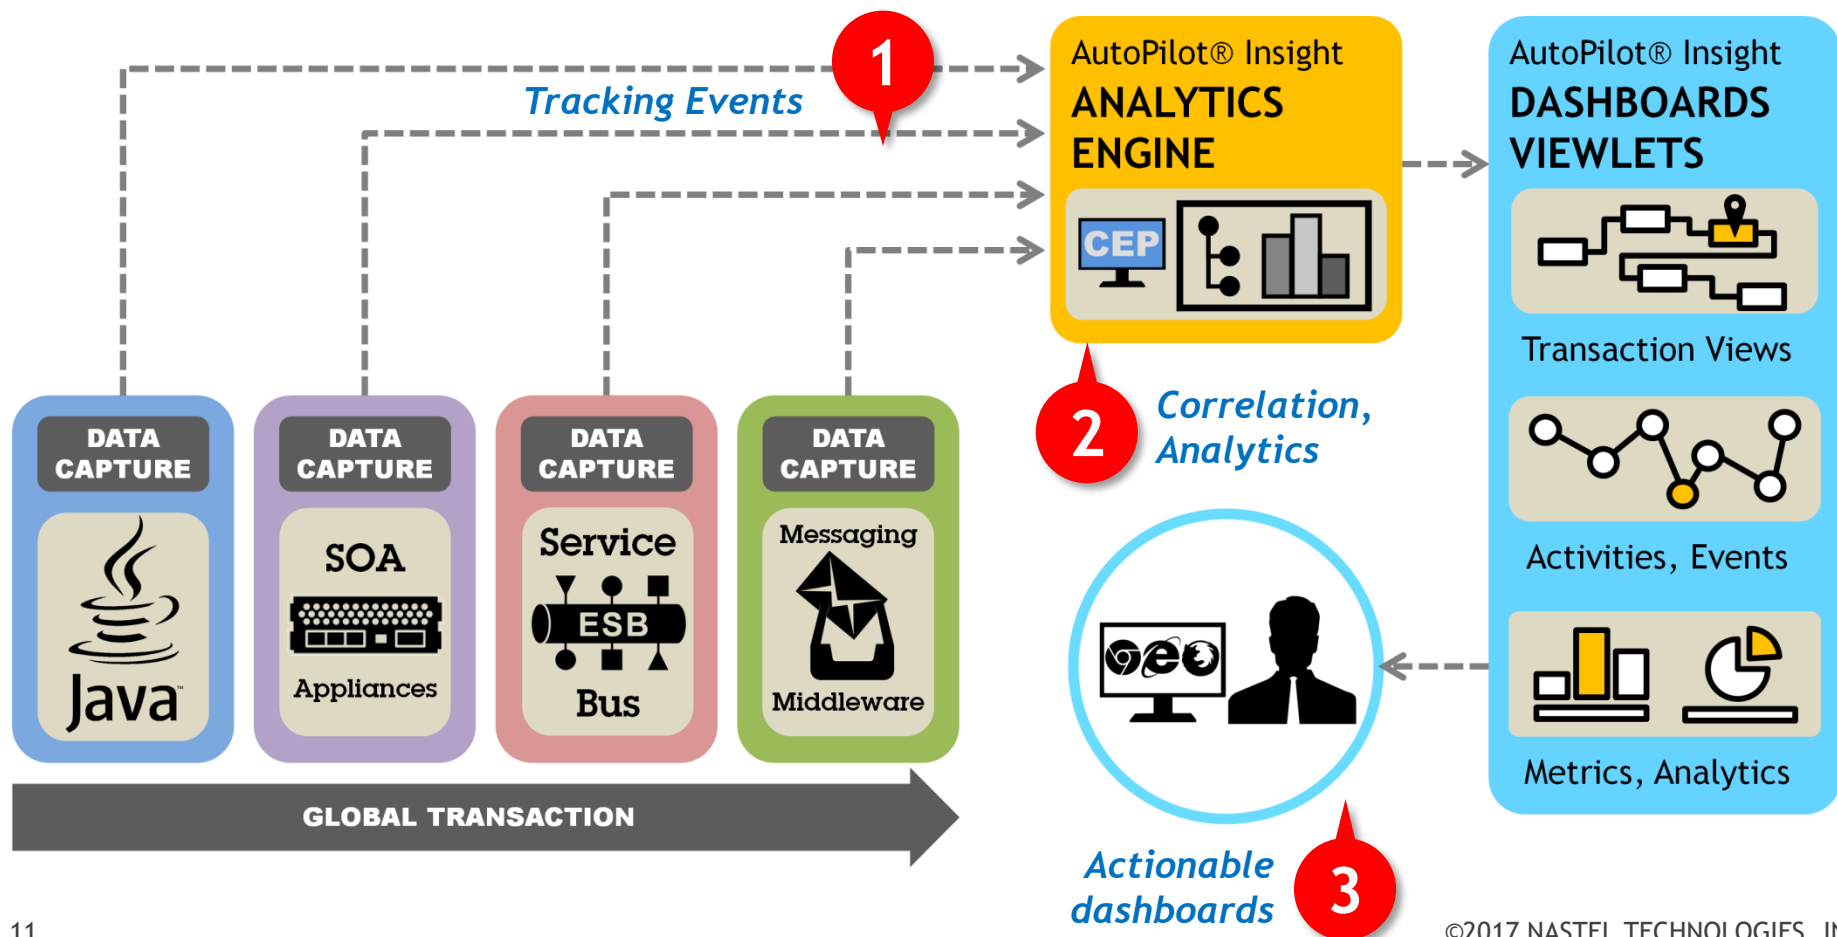 Tracking Events
1
AutoPilot® Insight
ANALYTICS
ENGINE
CEP
AutoPilot® Insight
DASHBOARDS
VIEWLETS
Transaction Views
Activities, Events
Metrics, Analytics
2
Correlation,
Analytics
DATA
CAPTURE
Java™
DATA
CAPTURE
SOA
Appliances
DATA
CAPTURE
Service
ESB
Bus
DATA
CAPTURE
Messaging
Middleware
GLOBAL TRANSACTION
Actionable
dashboards
3
11
©2017 NASTEL TECHNOLOGIES, IN